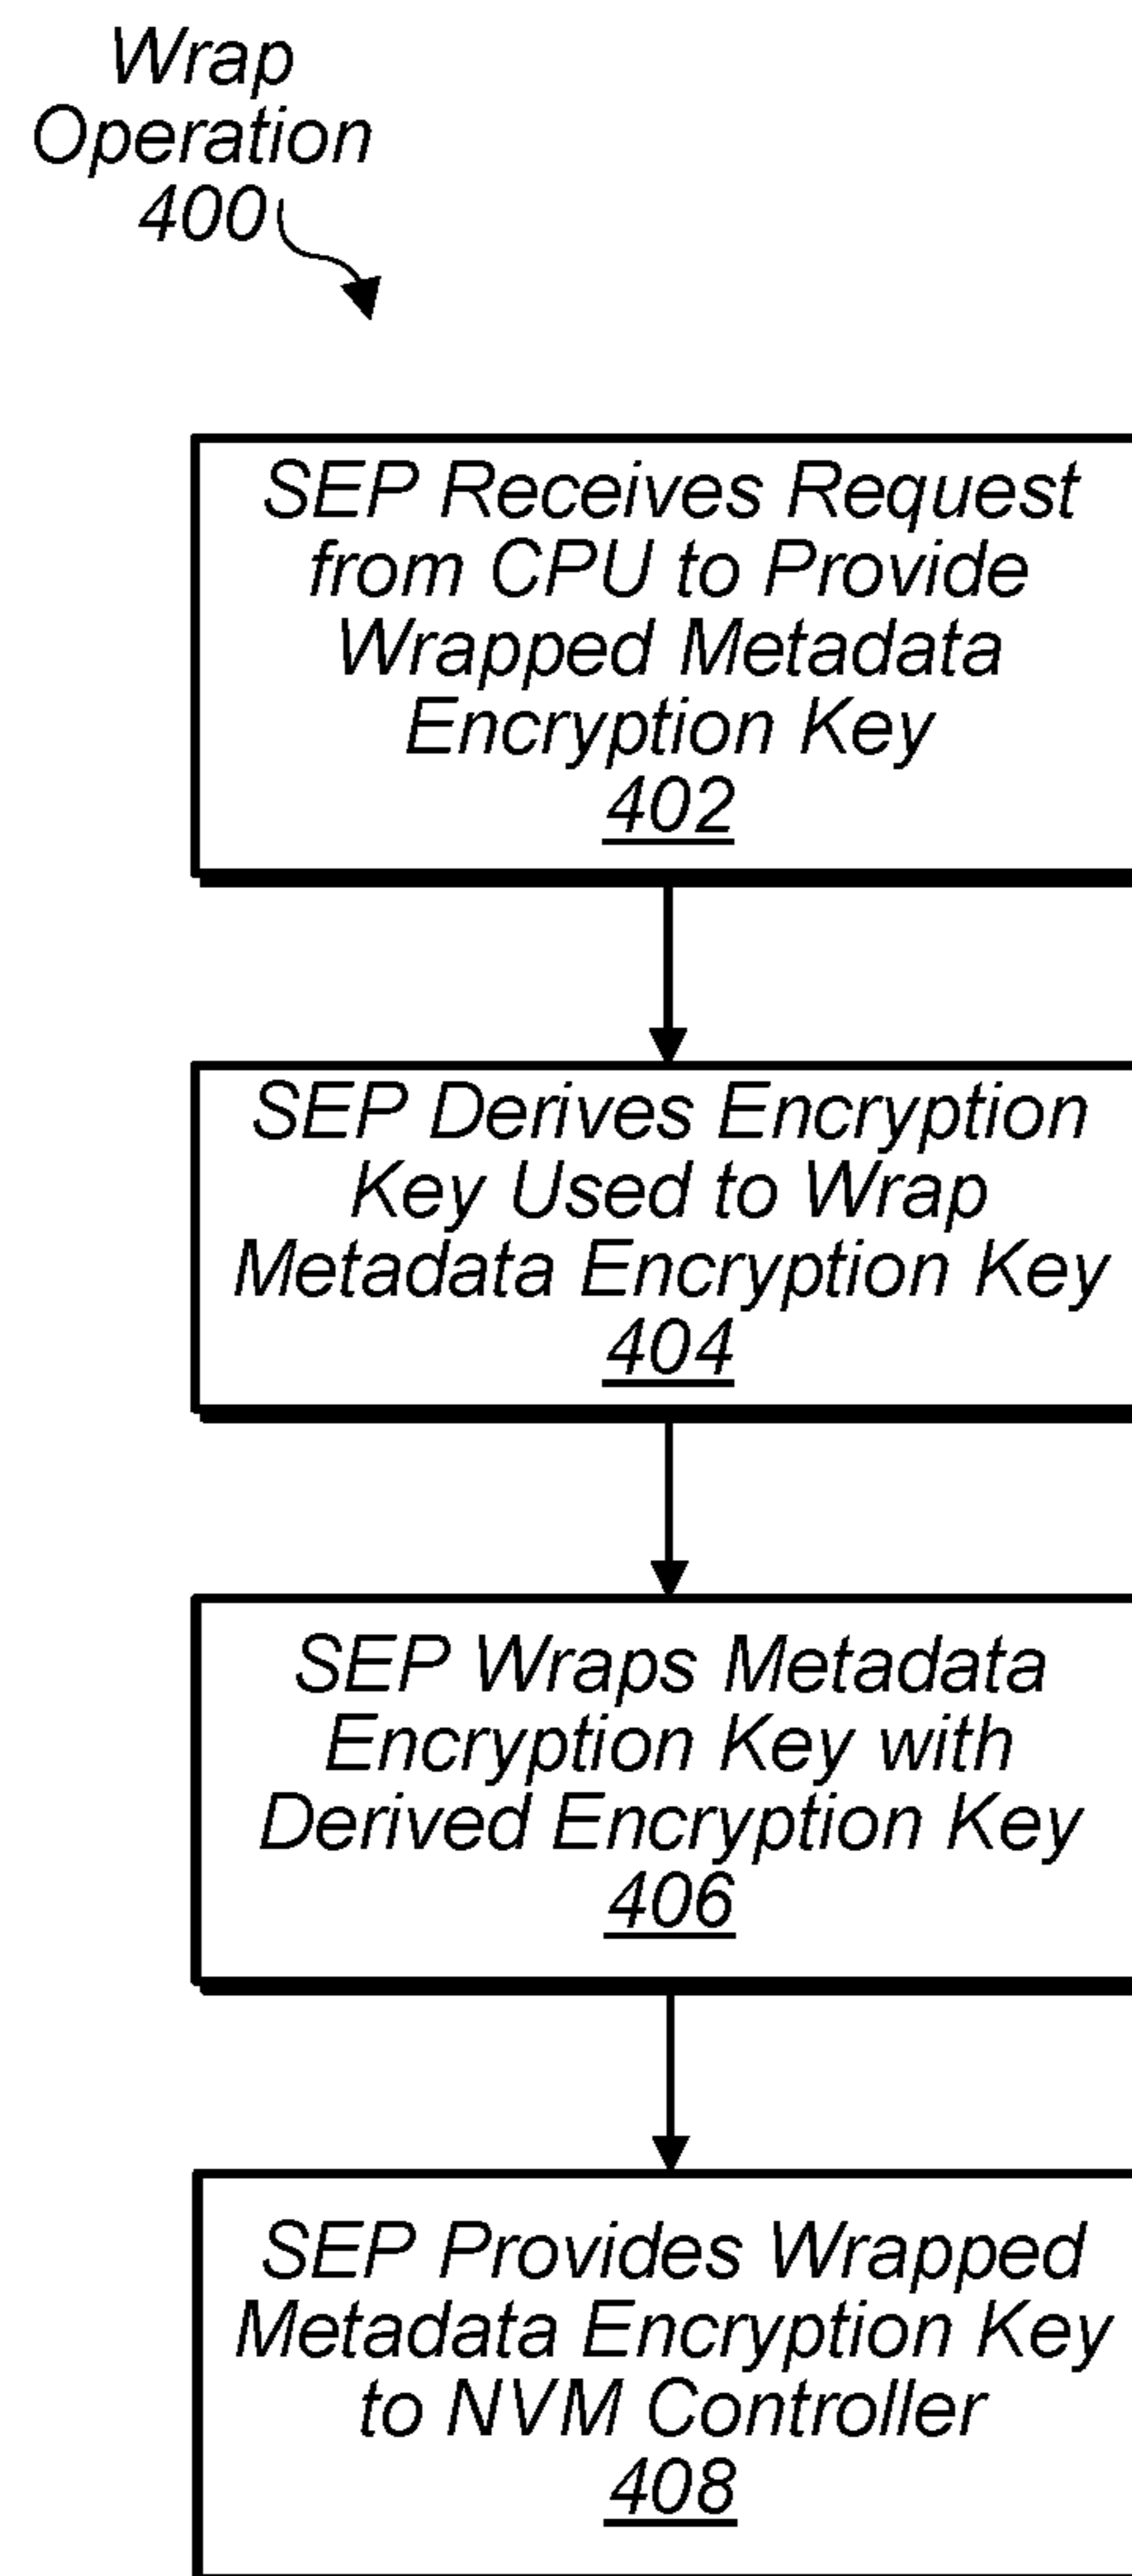 Wrap
Operation
400
SEP Receives Request
from CPU to Provide
Wrapped Metadata
Encryption Key
402
SEP Derives Encryption
Key Used to Wrap
Metadata Encryption Key
404
SEP Wraps Metadata
Encryption Key with
Derived Encryption Key
406
SEP Provides Wrapped
Metadata Encryption Key
to NVM Controller
408